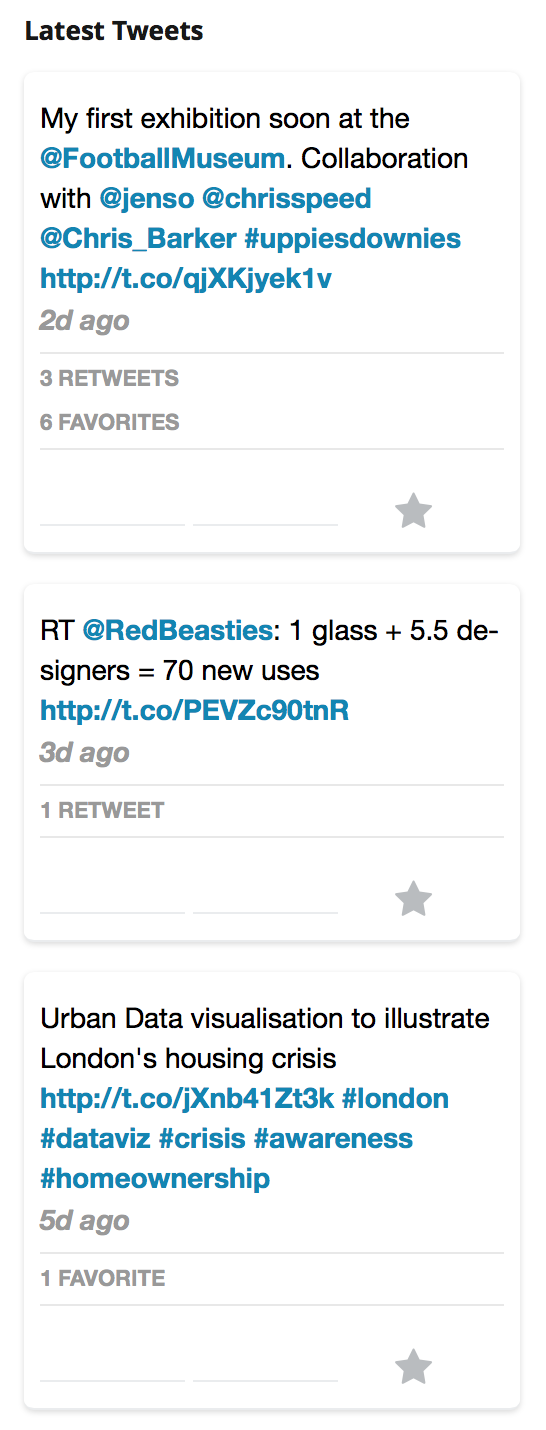 Latest Tweets
My first exhibition soon at the
@FootballMuseum. Collaboration
with @jenso @chrisspeed
@Chris_Barker #uppiesdownies
http://t.co/qjXKjyek1v
2d ago
3 RETWEETS
6 FAVORITES
RT @RedBeasties: 1 glass + 5.5 de-
signers = 70 new uses
http://t.co/PEVZc90tnR
3d ago
1 RETWEET
Urban Data visualisation to illustrate
London's housing crisis
http://t.co/jXnb41Zt3k #london
#dataviz #crisis #awareness
#homeownership
5d ago
1 FAVORITE